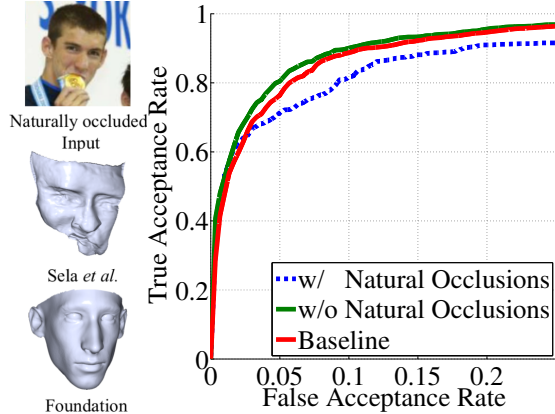 Naturally occluded
Input
Sela et al.
Foundation
True Acceptance Rate
1
0.8
0.6
0.4
0.2
0
0
0.05
0.1
0.15
0.2
False Acceptance Rate
w/ Natural Occlusions
w/o Natural Occlusions
Baseline